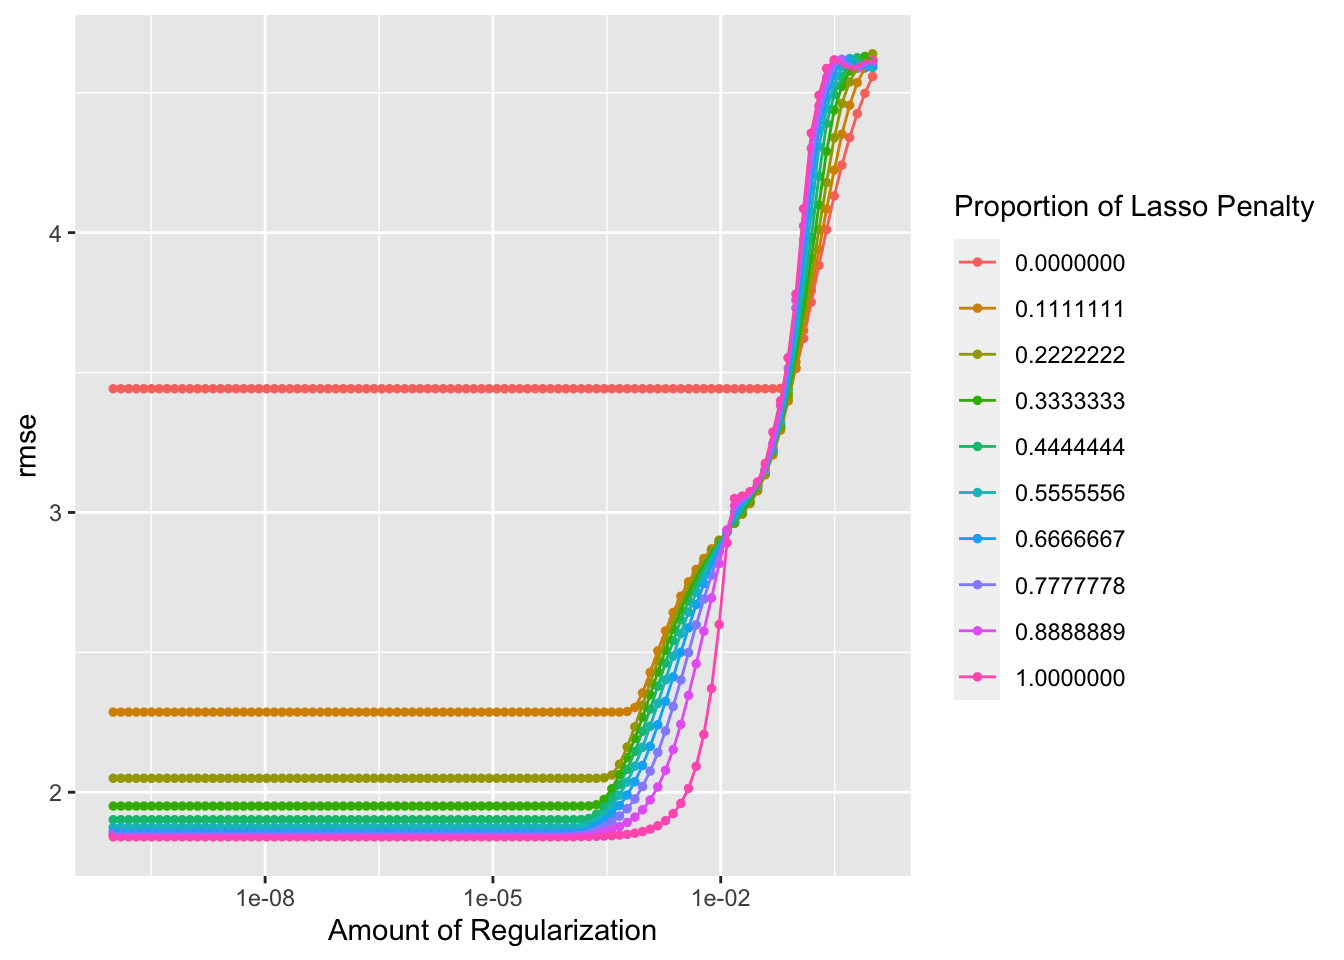 4
3
2
rmse
1e-08
1e-05
1e-02
Amount of Regularization
Proportion of Lasso Penalty
0.0000000
0.1111111
0.2222222
0.3333333
0.4444444
0.5555556
0.6666667
0.7777778
0.8888889
1.0000000